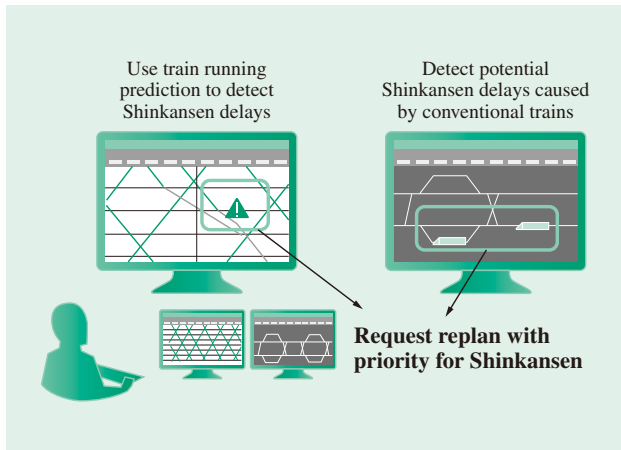 Use train running
prediction to detect
Shinkansen delays
Detect potential
Shinkansen delays caused
by conventional trains
Request replan with
priority for Shinkansen